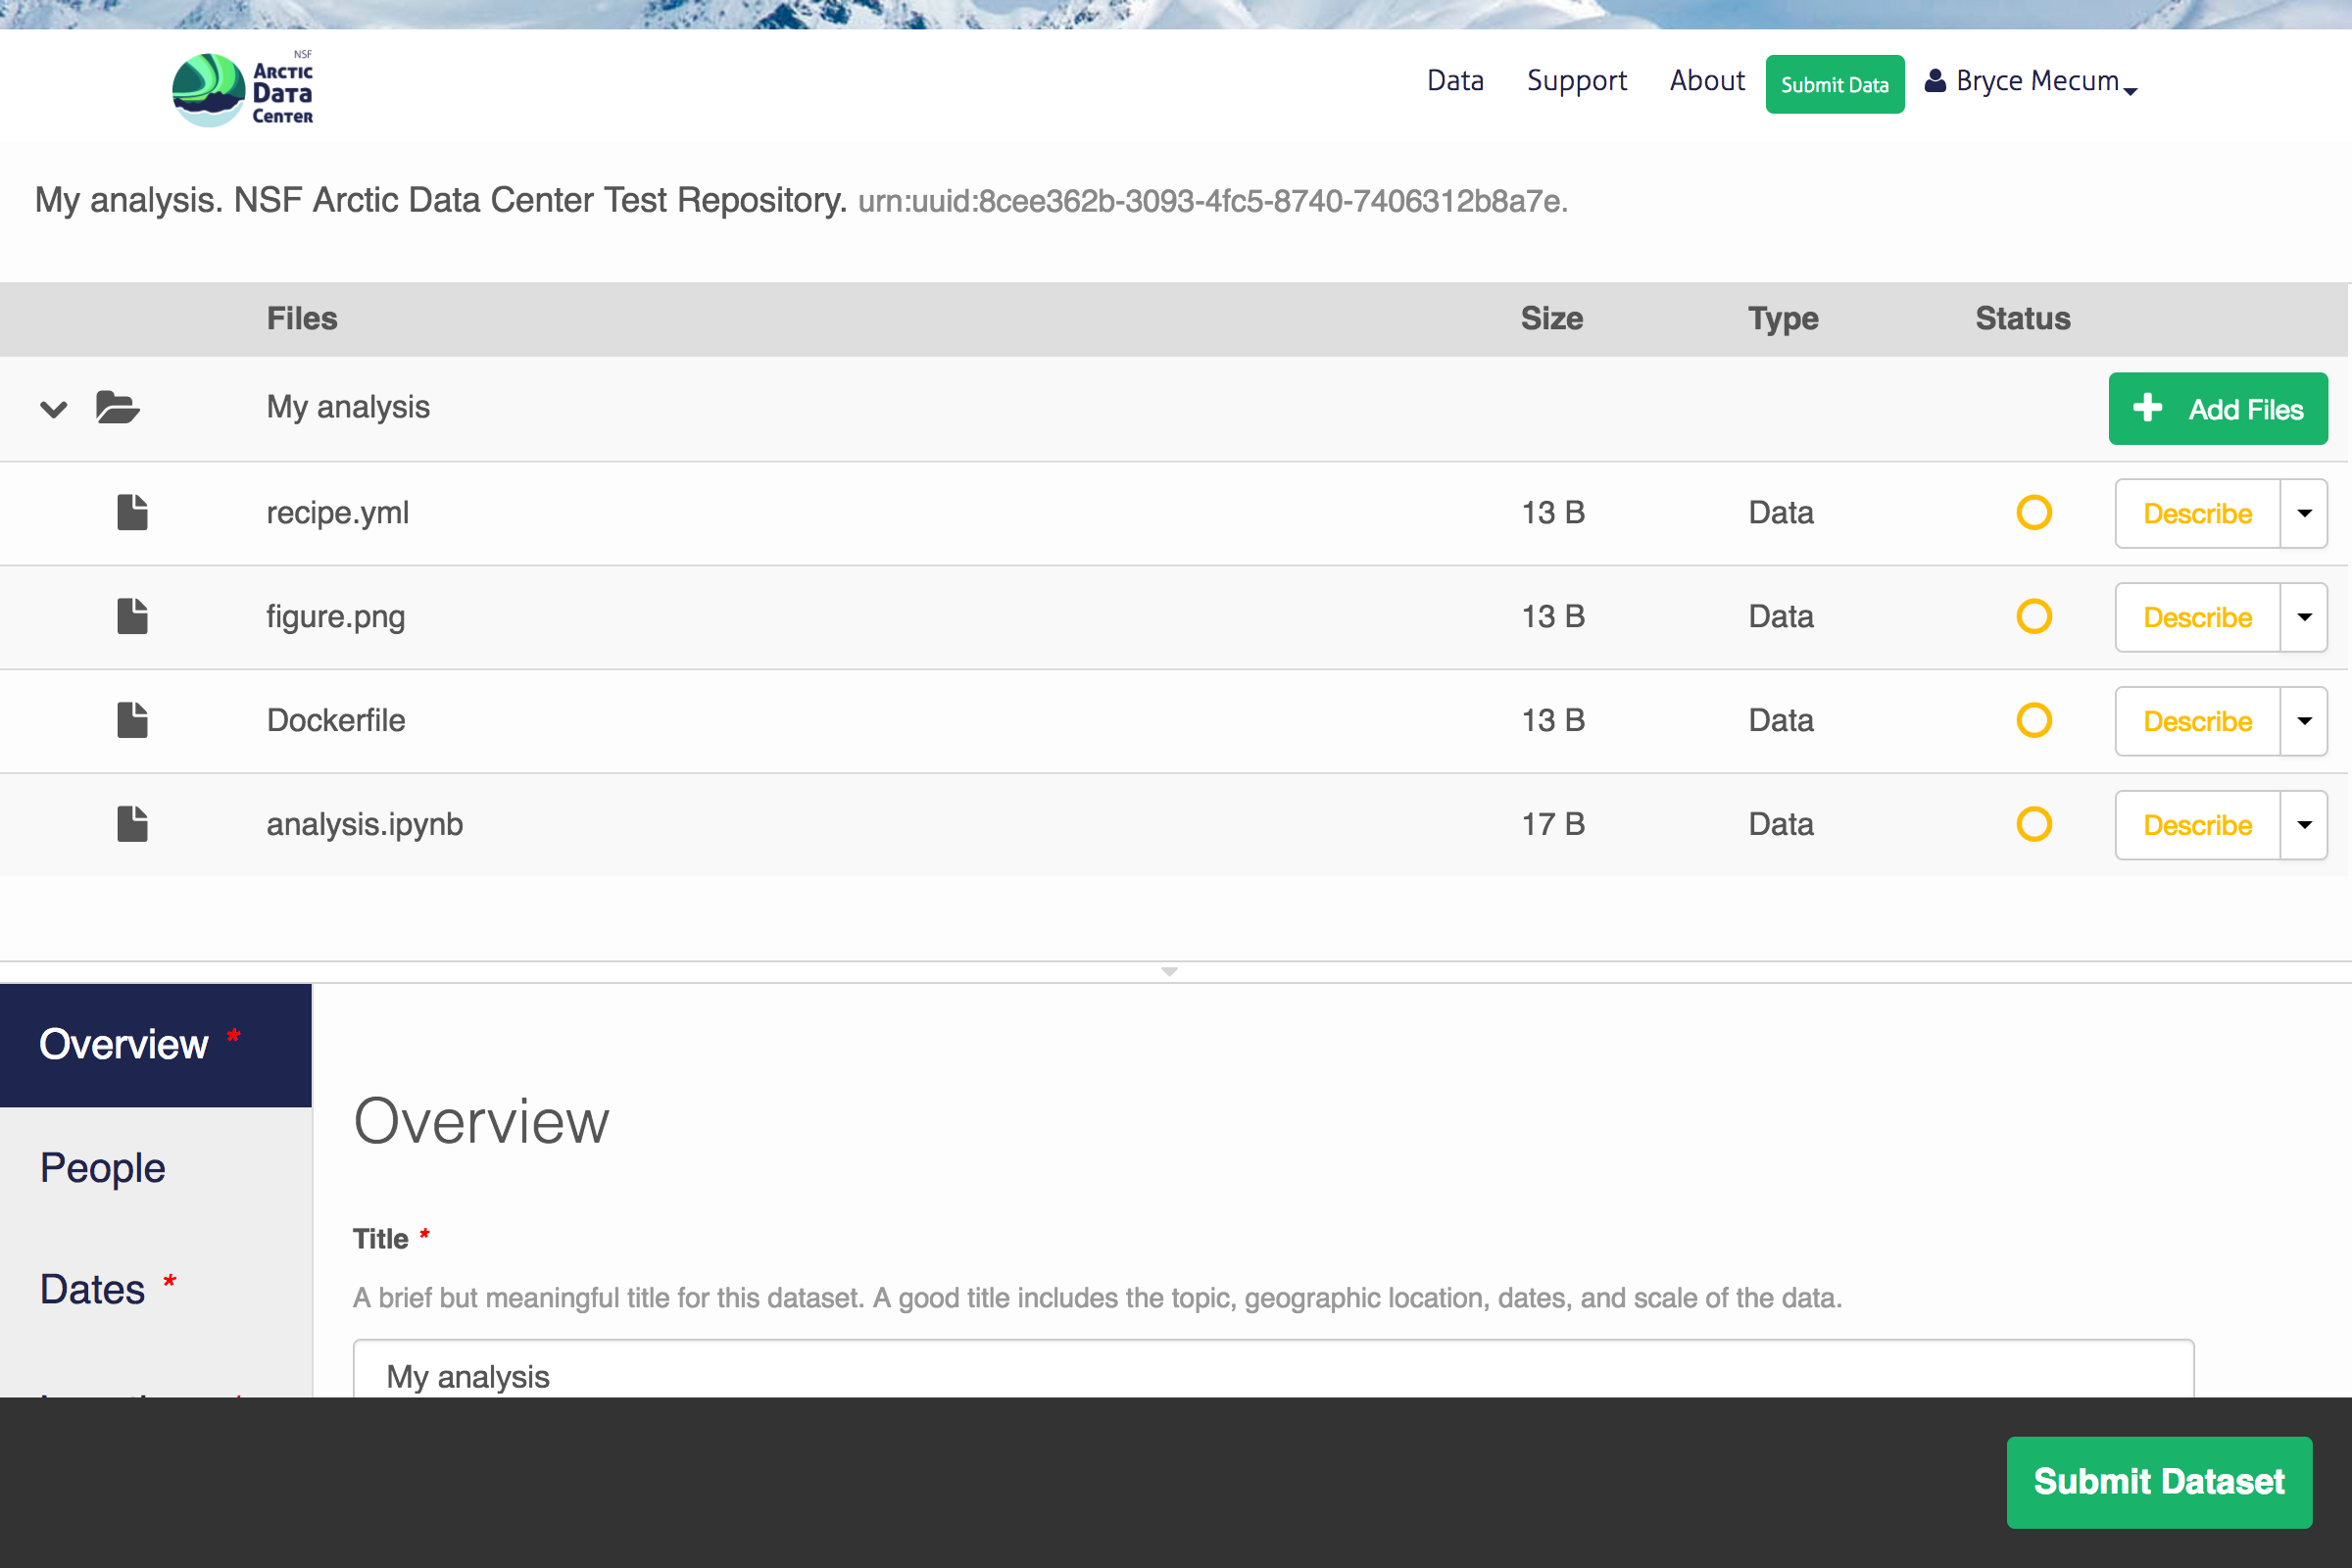 NSF
ARCTIC
DATA
CENTER
Data Support About Submit Data Bryce Mecum
My analysis. NSF Arctic Data Center Test Repository. urn:uuid:8cee362b-3093-4fc5-8740-7406312b8a7e.
Files Size Type Status
My analysis Add Files
recipe.yml 13 B Data Describe
figure.png 13 B Data Describe
Dockerfile 13 B Data Describe
analysis.ipynb 17 B Data Describe
Overview *
People
Dates *
Overview
Title *
A brief but meaningful title for this dataset. A good title includes the topic, geographic location, dates, and scale of the data.
My analysis
Submit Dataset